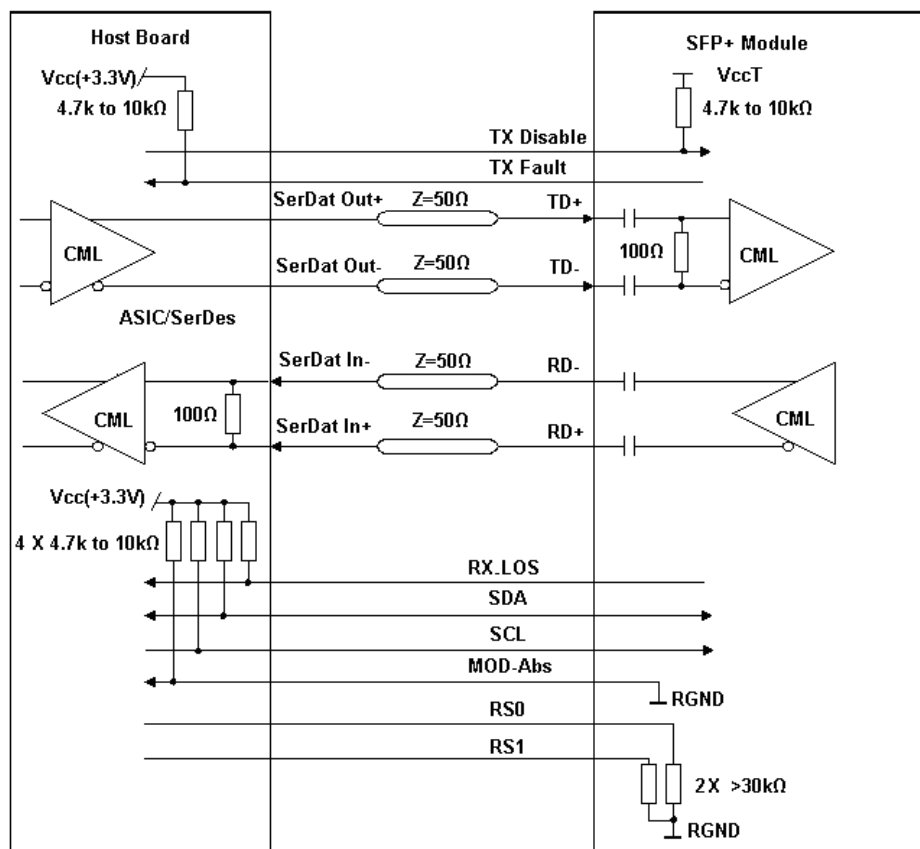 Host Board
SFP+ Module
Vcc(+3.3V)
4.7k to 10kΩ
VccT
4.7k to 10kΩ
TX Disable
TX Fault
SerDat Out+
Z=50Ω
TD+
CML
100Ω
CML
SerDat Out-
Z=50Ω
TD-
ASIC/SerDes
SerDat In-
Z=50Ω
RD-
CML
100Ω
SerDat In+
Z=50Ω
RD+
CML
Vcc(+3.3V)
4 X 4.7k to 10kΩ
RX.LOS
SDA
SCL
MOD-Abs
RGND
RS0
RS1
2X >30kΩ
RGND